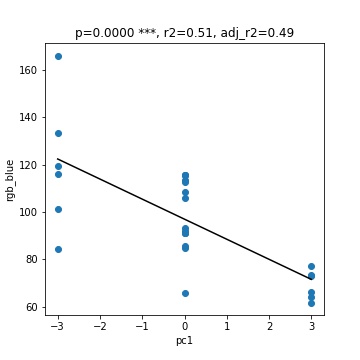 p=0.0000 ***, r2=0.51, adj_r2=0.49
160
140
120
100
80
60
rgb_blue
−3 −2 −1 0 1 2 3
pc1